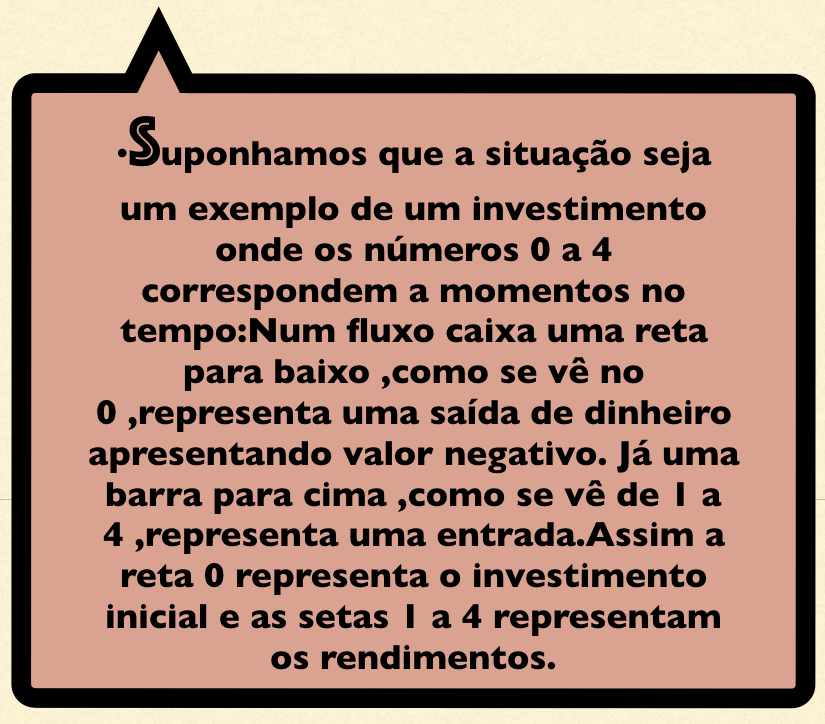 •Suponhamos que a situação seja
um exemplo de um investimento
onde os números 0 a 4
correspondem a momentos no
tempo:Num fluxo caixa uma reta
para baixo ,como se vê no
0 ,representa uma saída de dinheiro
apresentando valor negativo. Já uma
barra para cima ,como se vê de 1 a
4 ,representa uma entrada.Assim a
reta 0 representa o investimento
inicial e as setas 1 a 4 representam
os rendimentos.